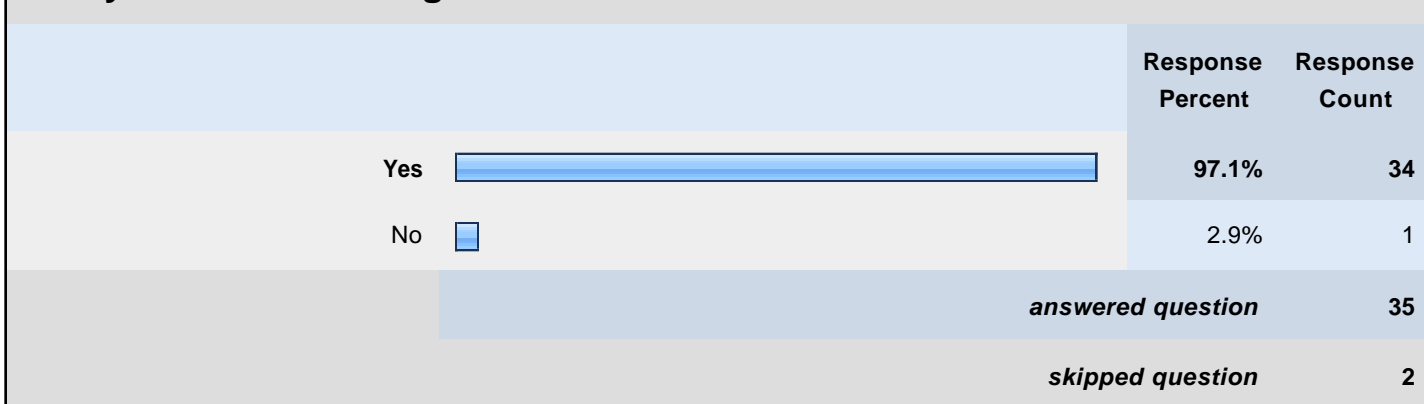 Response Response
Percent Count
Yes 97.1% 34
No 2.9% 1
answered question 35
skipped question 2